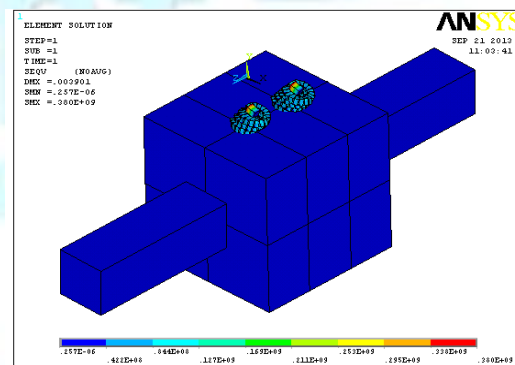 1
ELEMENT SOLUTION
STEP=1
SUB =1
TIME=1
SEQV (NOAVG)
DMX =.003901
SMN =.257E-06
SMX =.380E+09
ANSYS
SEP 21 2013
11:03:41
Y
Z X
.257E-06 .844E+08 .169E+09 .253E+09 .338E+09
.422E+08 .127E+09 .211E+09 .295E+09 .380E+09